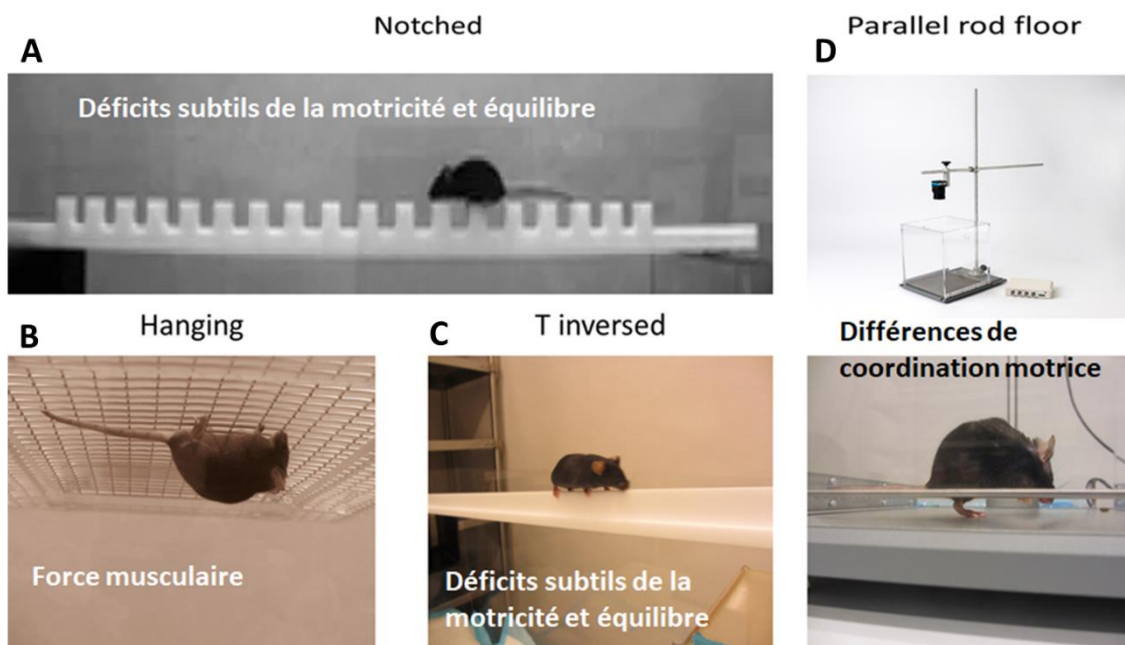 Notched
Parallel rod floor
A
D
Déficits subtils de la motricité et équilibre
Hanging
T inversed
B
C
Différences de
coordination motrice
Force musculaire
Déficits subtils de la
motricité et équilibre